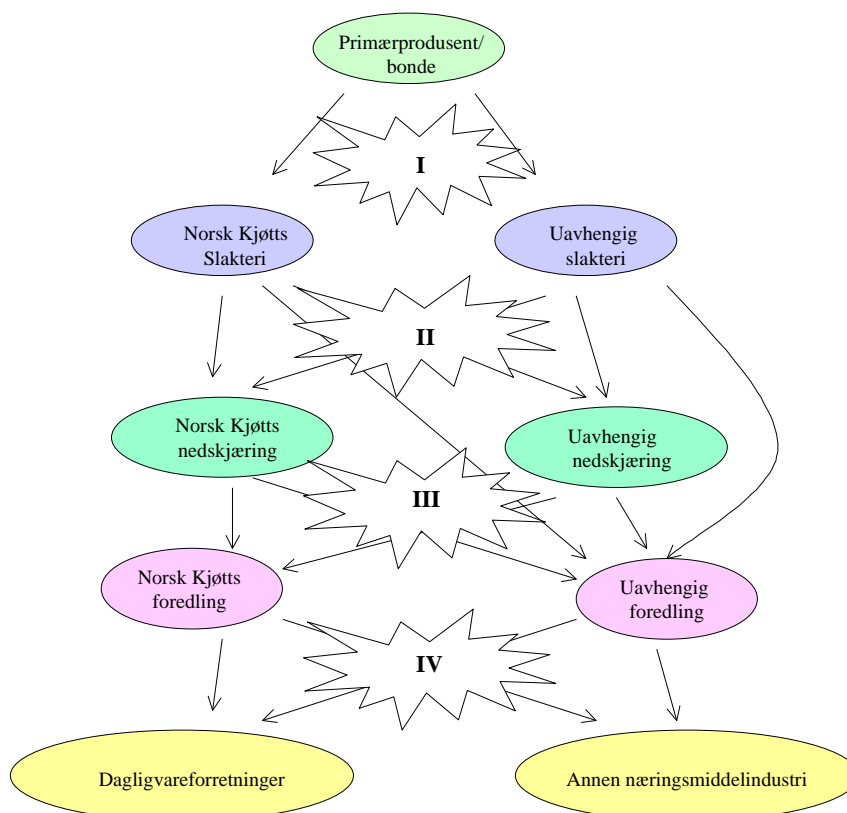 Primærprodusent/
bonde
I
Norsk Kjøtts
Slakteri
Uavhengig
slakteri
II
Norsk Kjøtts
nedskjæring
Uavhengig
nedskjæring
III
Norsk Kjøtts
foredling
Uavhengig
foredling
IV
Dagligvareforretninger
Annen næringsmiddelindustri